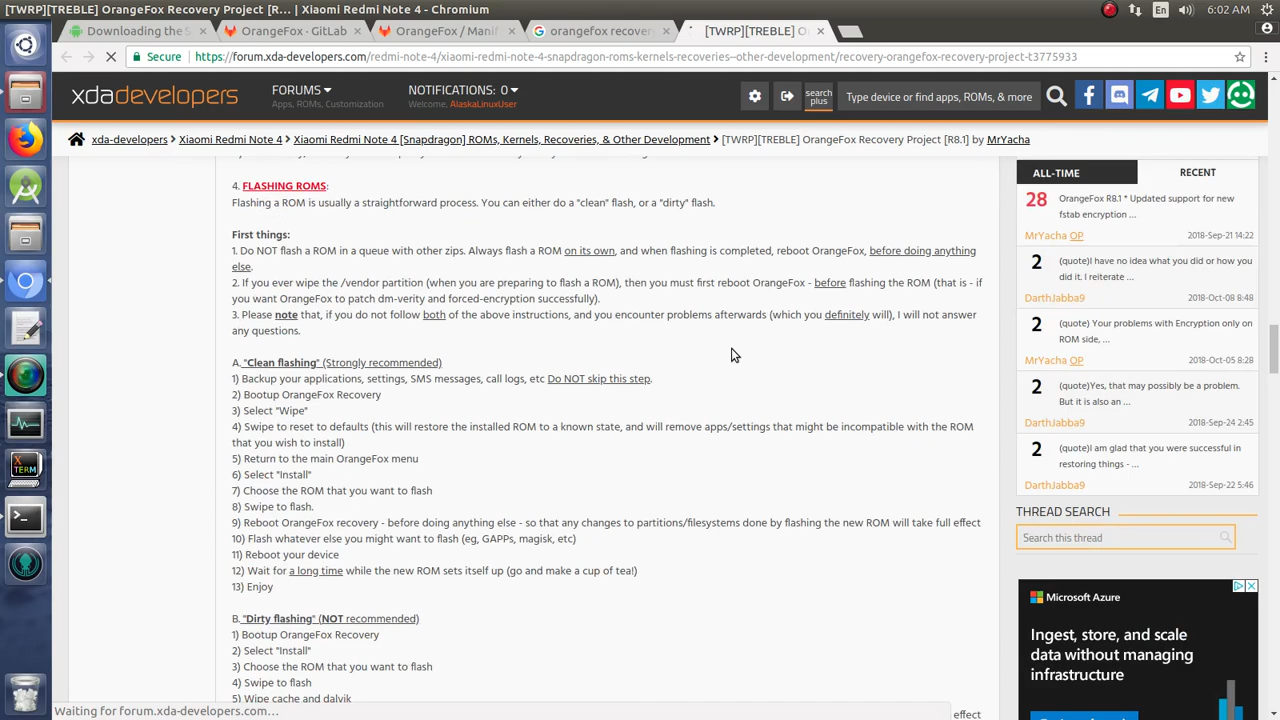 [TWRP][TREBLE] OrangeFox Recovery Project [R... | Xiaomi Redmi Note 4 - Chromium
En
6:02 AM
Downloading the S
OrangeFox · GitLab
OrangeFox / Manif
orangefox recovery
[TWRP][TREBLE] O
Secure
https://forum.xda-developers.com/redmi-note-4/xiaomi-redmi-note-4-snapdragon-roms-kernels-recoveries--other-development/recovery-orangefox-recovery-project-t3775933
xdadevelopers
FORUMS
Apps, ROMs, Customization
NOTIFICATIONS: 0
Welcome, AlaskaLinuxUser
search
plus
Type device or find apps, ROMs, & more
xda-developers
Xiaomi Redmi Note 4
Xiaomi Redmi Note 4 [Snapdragon] ROMs, Kernels, Recoveries, & Other Development
[TWRP][TREBLE] OrangeFox Recovery Project [R8.1] by MrYacha
4. FLASHING ROMS:
Flashing a ROM is usually a straightforward process. You can either do a "clean" flash, or a "dirty" flash.
First things:
1. Do NOT flash a ROM in a queue with other zips. Always flash a ROM on its own, and when flashing is completed, reboot OrangeFox, before doing anything
else.
2. If you ever wipe the /vendor partition (when you are preparing to flash a ROM), then you must first reboot OrangeFox - before flashing the ROM (that is - if
you want OrangeFox to patch dm-verity and forced-encryption successfully).
3. Please note that, if you do not follow both of the above instructions, and you encounter problems afterwards (which you definitely will), I will not answer
any questions.
A. "Clean flashing" (Strongly recommended)
1) Backup your applications, settings, SMS messages, call logs, etc Do NOT skip this step.
2) Bootup OrangeFox Recovery
3) Select "Wipe"
4) Swipe to reset to defaults (this will restore the installed ROM to a known state, and will remove apps/settings that might be incompatible with the ROM
that you wish to install)
5) Return to the main OrangeFox menu
6) Select "Install"
7) Choose the ROM that you want to flash
8) Swipe to flash.
9) Reboot OrangeFox recovery - before doing anything else - so that any changes to partitions/filesystems done by flashing the new ROM will take full effect
10) Flash whatever else you might want to flash (eg, GAPPs, magisk, etc)
11) Reboot your device
12) Wait for a long time while the new ROM sets itself up (go and make a cup of tea!)
13) Enjoy
B. "Dirty flashing" (NOT recommended)
1) Bootup OrangeFox Recovery
2) Select "Install"
3) Choose the ROM that you want to flash
4) Swipe to flash
5) Wipe cache and dalvik
effect
Waiting for forum.xda-developers.com...
ALL-TIME
RECENT
28
OrangeFox R8.1 * Updated support for new
fstab encryption ...
MrYacha OP
2018-Sep-21 14:22
2
(quote)I have no idea what you did or how you
did it. I reiterate ...
DarthJabba9
2018-Oct-08 8:48
2
(quote) Your problems with Encryption only on
ROM side, ...
MrYacha OP
2018-Oct-05 8:28
2
(quote)Yes, that may possibly be a problem.
But it is also an ...
DarthJabba9
2018-Sep-24 2:45
2
(quote)I am glad that you were successful in
restoring things - ...
DarthJabba9
2018-Sep-22 5:46
THREAD SEARCH
Search this thread
Microsoft Azure
Ingest, store, and scale
data without managing
infrastructure
X
TERM